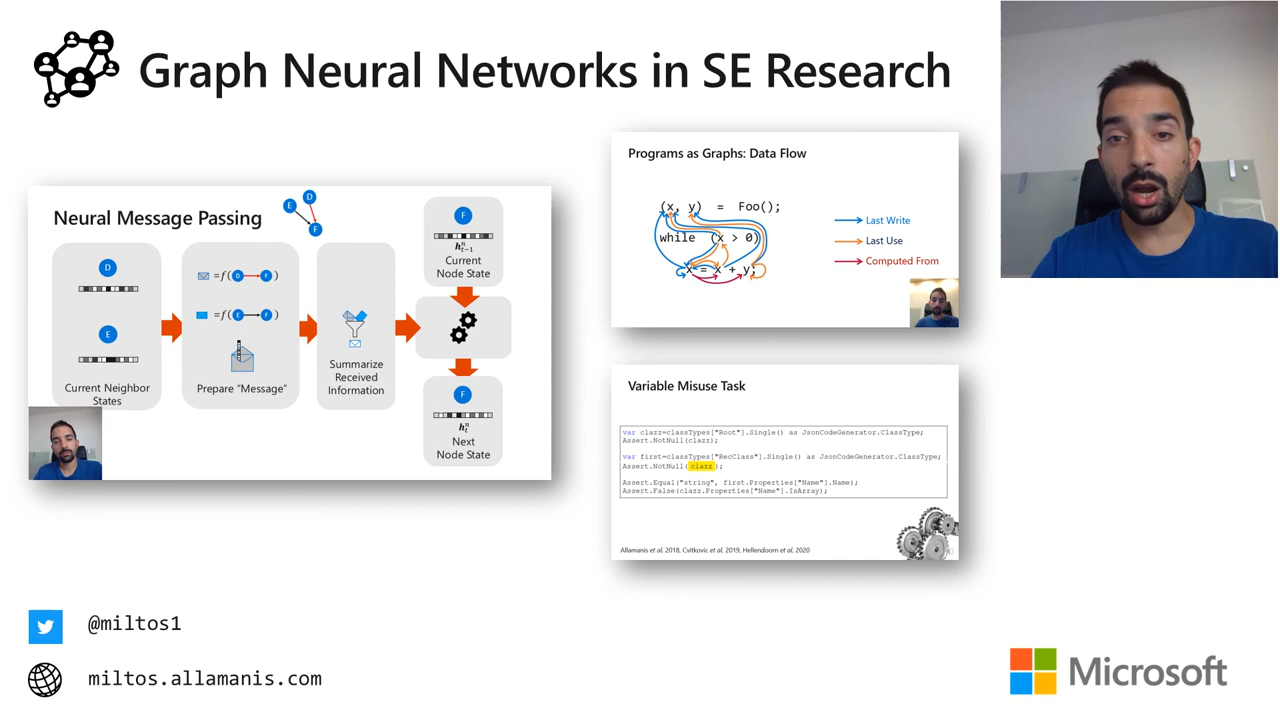 Graph Neural Networks in SE Research
Neural Message Passing
D
E
F
D
E
Current Neighbor
States
=f( D F )
=f( E F )
Prepare "Message"
Summarize
Received
Information
F
h^n_{t-1}
Current
Node State
F
h^n_t
Next
Node State
Programs as Graphs: Data Flow
(x, y) = Foo();
while (x > 0)
x = x + y;
Last Write
Last Use
Computed From
Variable Misuse Task
var clazz=classTypes["Root"].Single() as JsonCodeGenerator.ClassType;
Assert.NotNull(clazz);
var first=classTypes["RecClass"].Single() as JsonCodeGenerator.ClassType;
Assert.NotNull(clazz);
Assert.Equal("string", first.Properties["Name"].Name);
Assert.False(clazz.Properties["Name"].IsArray);
Allamanis et al. 2018, Cvitkovic et al. 2019, Hellendoorn et al. 2020
@miltos1
miltos.allamanis.com
Microsoft